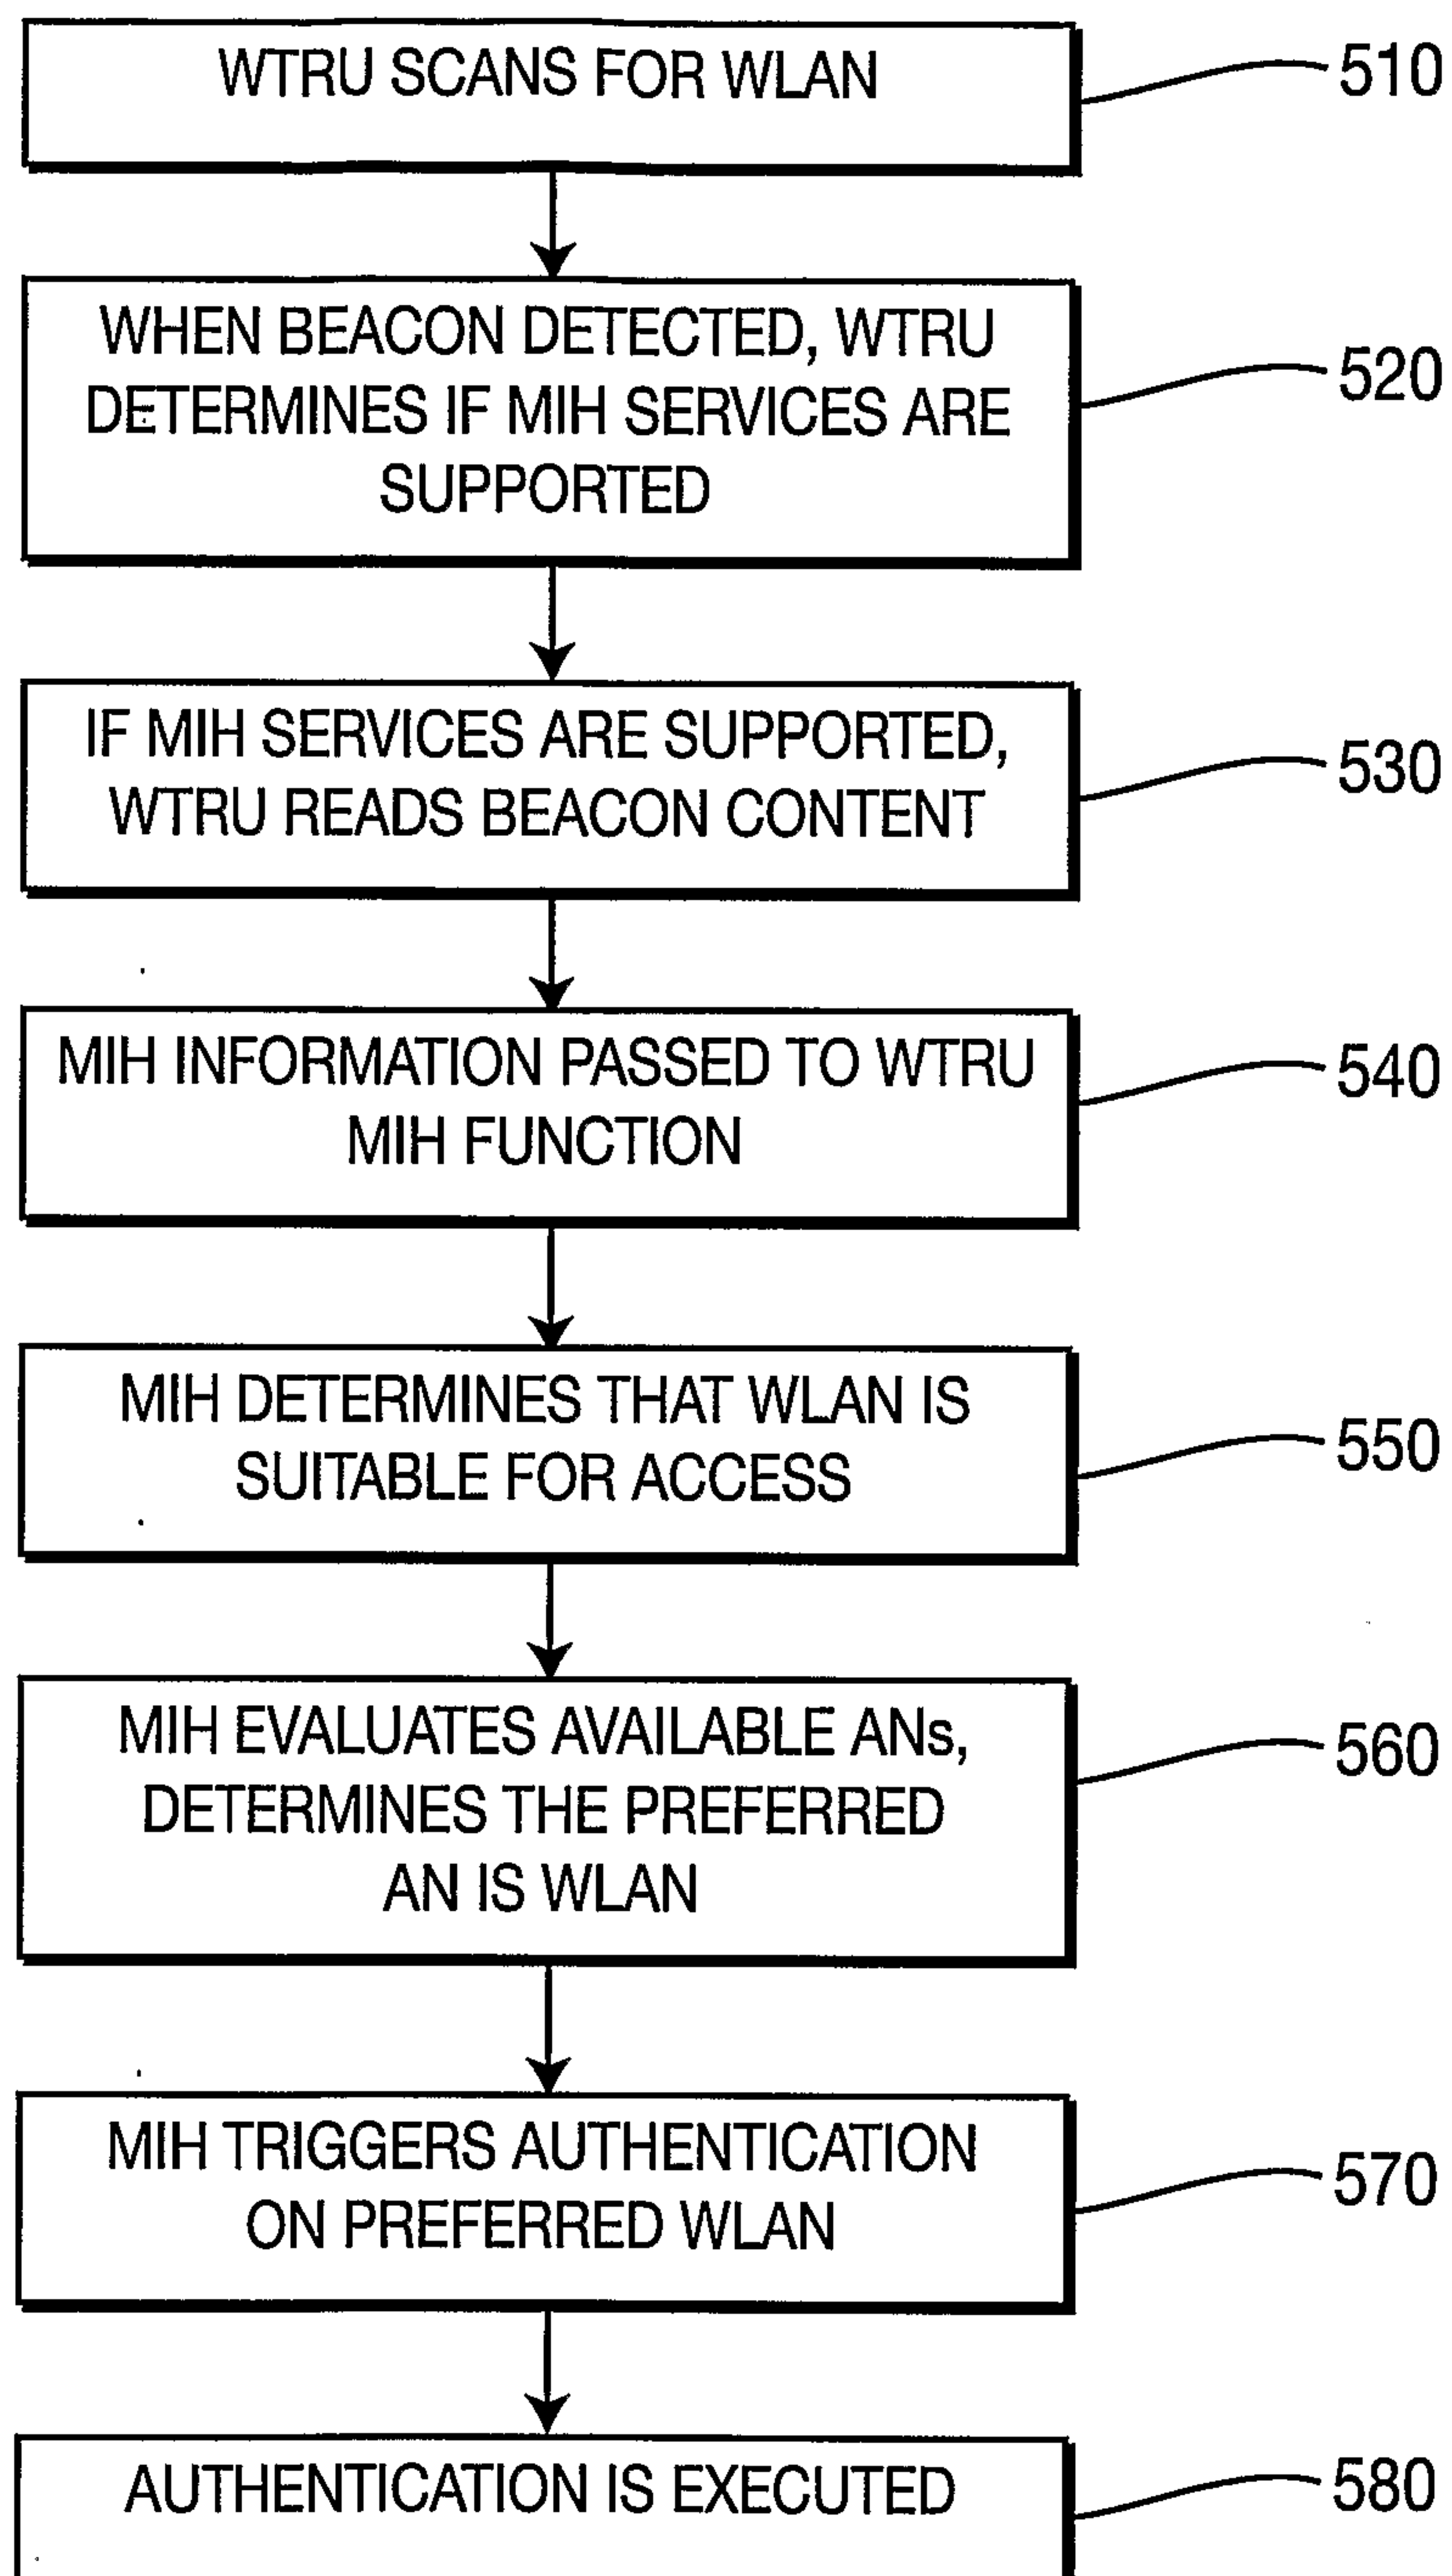 WTRU SCANS FOR WLAN
510
WHEN BEACON DETECTED, WTRU
DETERMINES IF MIH SERVICES ARE
SUPPORTED
520
IF MIH SERVICES ARE SUPPORTED,
WTRU READS BEACON CONTENT
530
MIH INFORMATION PASSED TO WTRU
MIH FUNCTION
540
MIH DETERMINES THAT WLAN IS
SUITABLE FOR ACCESS
550
MIH EVALUATES AVAILABLE ANs,
DETERMINES THE PREFERRED
AN IS WLAN
560
MIH TRIGGERS AUTHENTICATION
ON PREFERRED WLAN
570
AUTHENTICATION IS EXECUTED
580